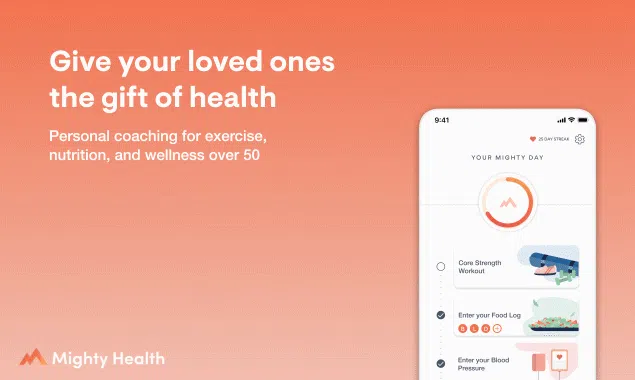 Give your loved ones
the gift of health
Personal coaching for exercise,
nutrition, and wellness over 50
9:41
25 DAY STREAK
YOUR MIGHTY DAY
Core Strength
Workout
Enter your Food Log
B L D
Enter your Blood
Pressure
Mighty Health